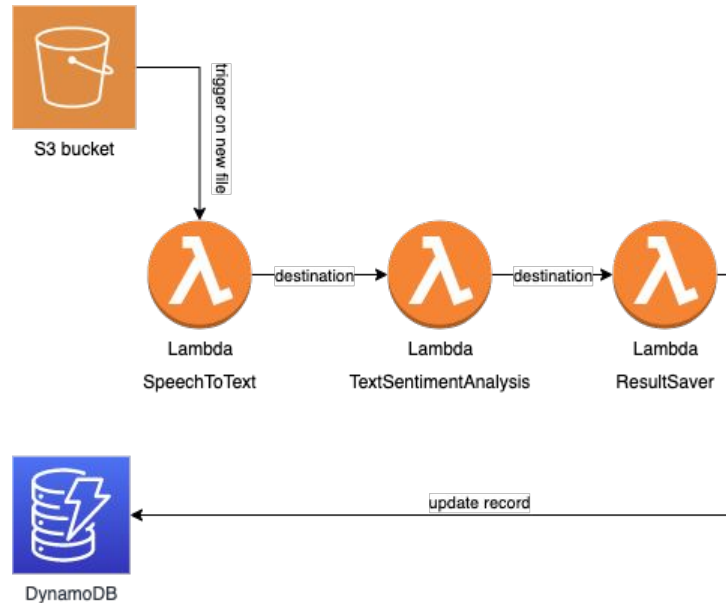 S3 bucket
trigger on new file
destination
destination
Lambda
SpeechToText
Lambda
TextSentimentAnalysis
Lambda
ResultSaver
update record
DynamoDB